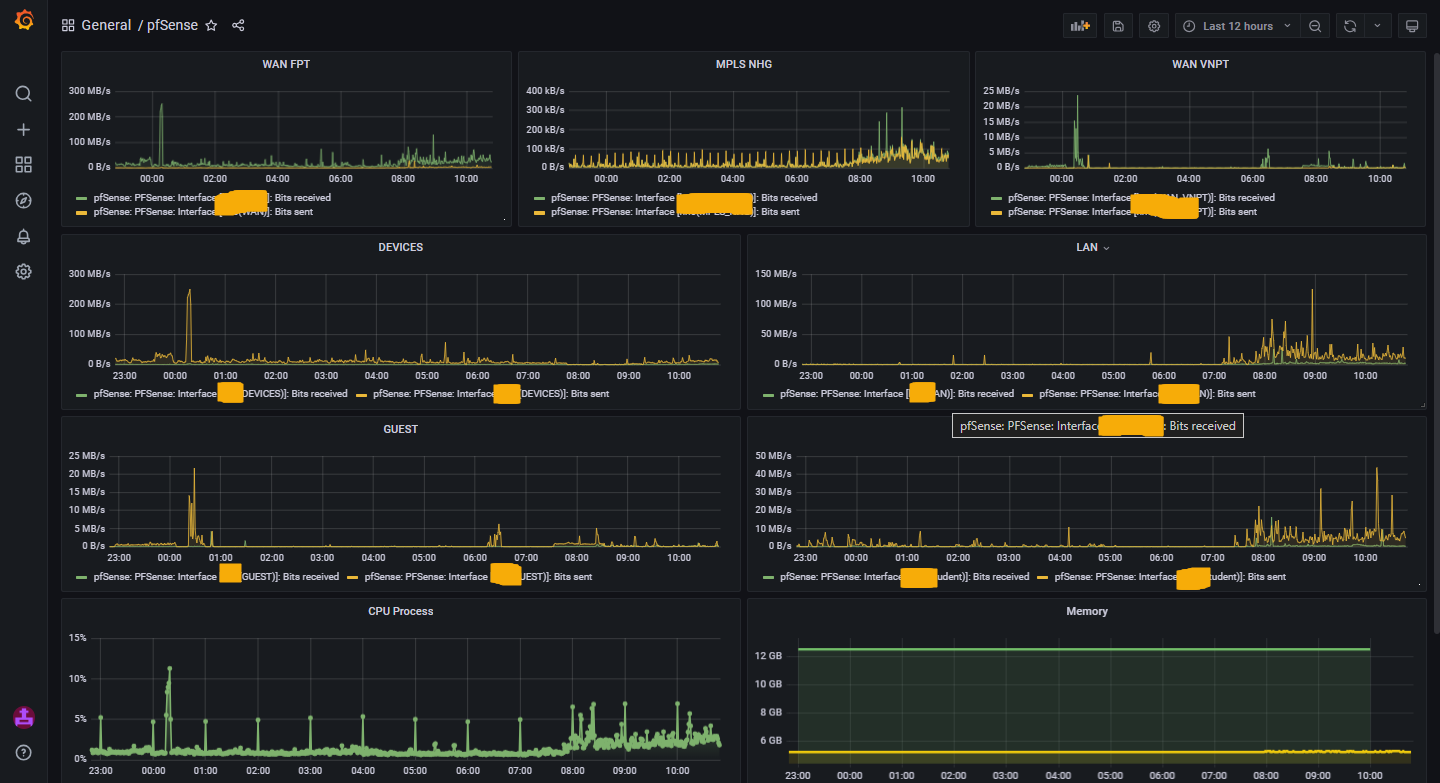 General / pfSense
Last 12 hours
WAN FPT
300 MB/s
200 MB/s
100 MB/s
0 B/s
00:00 02:00 04:00 06:00 08:00 10:00
pfSense: PFSense: Interface ]: Bits received
pfSense: PFSense: Interface (WAN)]: Bits sent
MPLS NHG
400 kB/s
300 kB/s
200 kB/s
100 kB/s
0 B/s
00:00 02:00 04:00 06:00 08:00 10:00
pfSense: PFSense: Interface [ ]: Bits received
pfSense: PFSense: Interface ]: Bits sent
WAN VNPT
25 MB/s
20 MB/s
15 MB/s
10 MB/s
5 MB/s
0 B/s
00:00 02:00 04:00 06:00 08:00 10:00
pfSense: PFSense: Interface VNPT)]: Bits received
pfSense: PFSense: Interface PT)]: Bits sent
DEVICES
300 MB/s
200 MB/s
100 MB/s
0 B/s
23:00 00:00 01:00 02:00 03:00 04:00 05:00 06:00 07:00 08:00 09:00 10:00
pfSense: PFSense: Interface DEVICES)]: Bits received pfSense: PFSense: Interface DEVICES)]: Bits sent
LAN
150 MB/s
100 MB/s
50 MB/s
0 B/s
23:00 00:00 01:00 02:00 03:00 04:00 05:00 06:00 07:00 08:00 09:00 10:00
pfSense: PFSense: Interface [ AN)]: Bits received pfSense: PFSense: Interface N)]: Bits sent
GUEST
25 MB/s
20 MB/s
15 MB/s
10 MB/s
5 MB/s
0 B/s
23:00 00:00 01:00 02:00 03:00 04:00 05:00 06:00 07:00 08:00 09:00 10:00
pfSense: PFSense: Interface GUEST)]: Bits received pfSense: PFSense: Interface UEST)]: Bits sent
pfSense: PFSense: Interface : Bits received
50 MB/s
40 MB/s
30 MB/s
20 MB/s
10 MB/s
0 B/s
23:00 00:00 01:00 02:00 03:00 04:00 05:00 06:00 07:00 08:00 09:00 10:00
pfSense: PFSense: Interface udent)]: Bits received pfSense: PFSense: Interface tudent)]: Bits sent
CPU Process
15%
10%
5%
0%
23:00 00:00 01:00 02:00 03:00 04:00 05:00 06:00 07:00 08:00 09:00 10:00
Memory
12 GB
10 GB
8 GB
6 GB
23:00 00:00 01:00 02:00 03:00 04:00 05:00 06:00 07:00 08:00 09:00 10:00